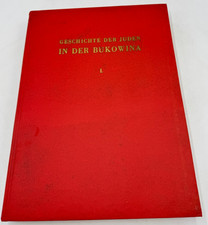 GESCHICHTE DER JUDEN
IN DER BUKOWINA
I